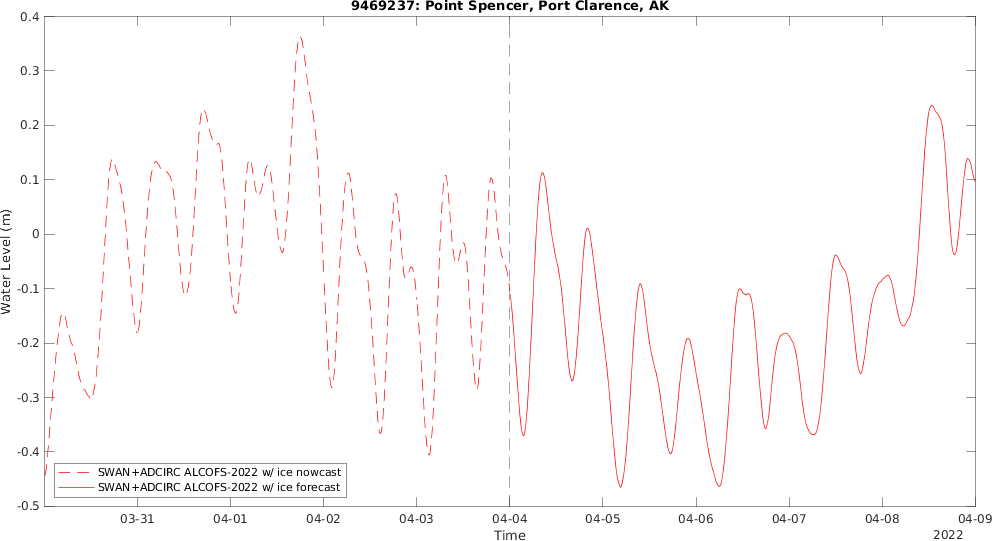 9469237: Point Spencer, Port Clarence, AK
0.4
0.3
0.2
0.1
0
-0.1
-0.2
-0.3
-0.4
-0.5
Water Level (m)
SWAN+ADCIRC ALCOFS-2022 w/ ice nowcast
SWAN+ADCIRC ALCOFS-2022 w/ ice forecast
03-31 04-01 04-02 04-03 04-04 04-05 04-06 04-07 04-08 04-09
Time 2022